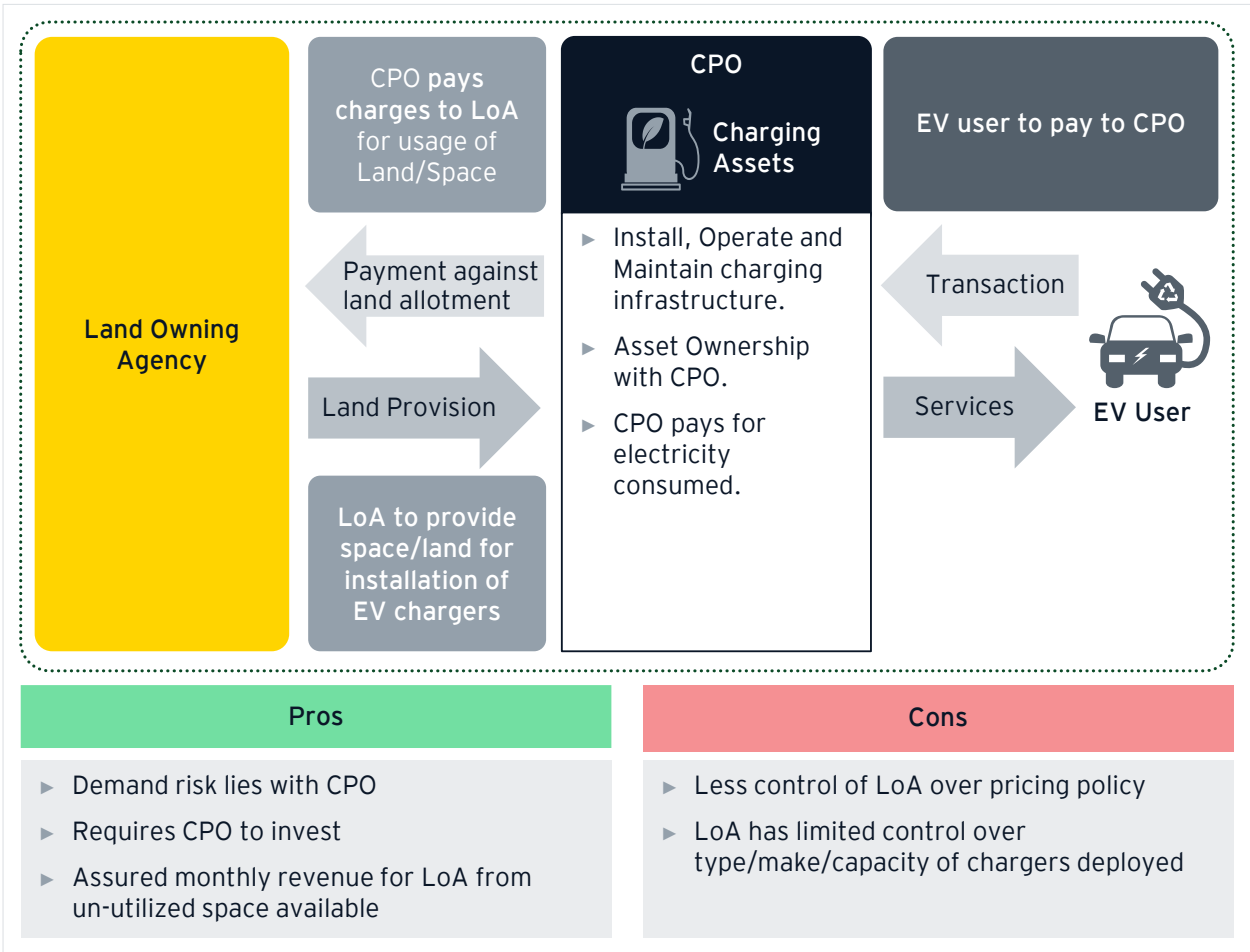 Land Owning
Agency
CPO pays
charges to LoA
for usage of
Land/Space
Payment against
land allotment
Land Provision
LoA to provide
space/land for
installation of
EV chargers
CPO
Charging
Assets
► Install, Operate and
Maintain charging
infrastructure.
► Asset Ownership
with CPO.
► CPO pays for
electricity
consumed.
EV user to pay to CPO
Transaction
Services
EV User
Pros
► Demand risk lies with CPO
► Requires CPO to invest
► Assured monthly revenue for LoA from
un-utilized space available
Cons
► Less control of LoA over pricing policy
► LoA has limited control over
type/make/capacity of chargers deployed